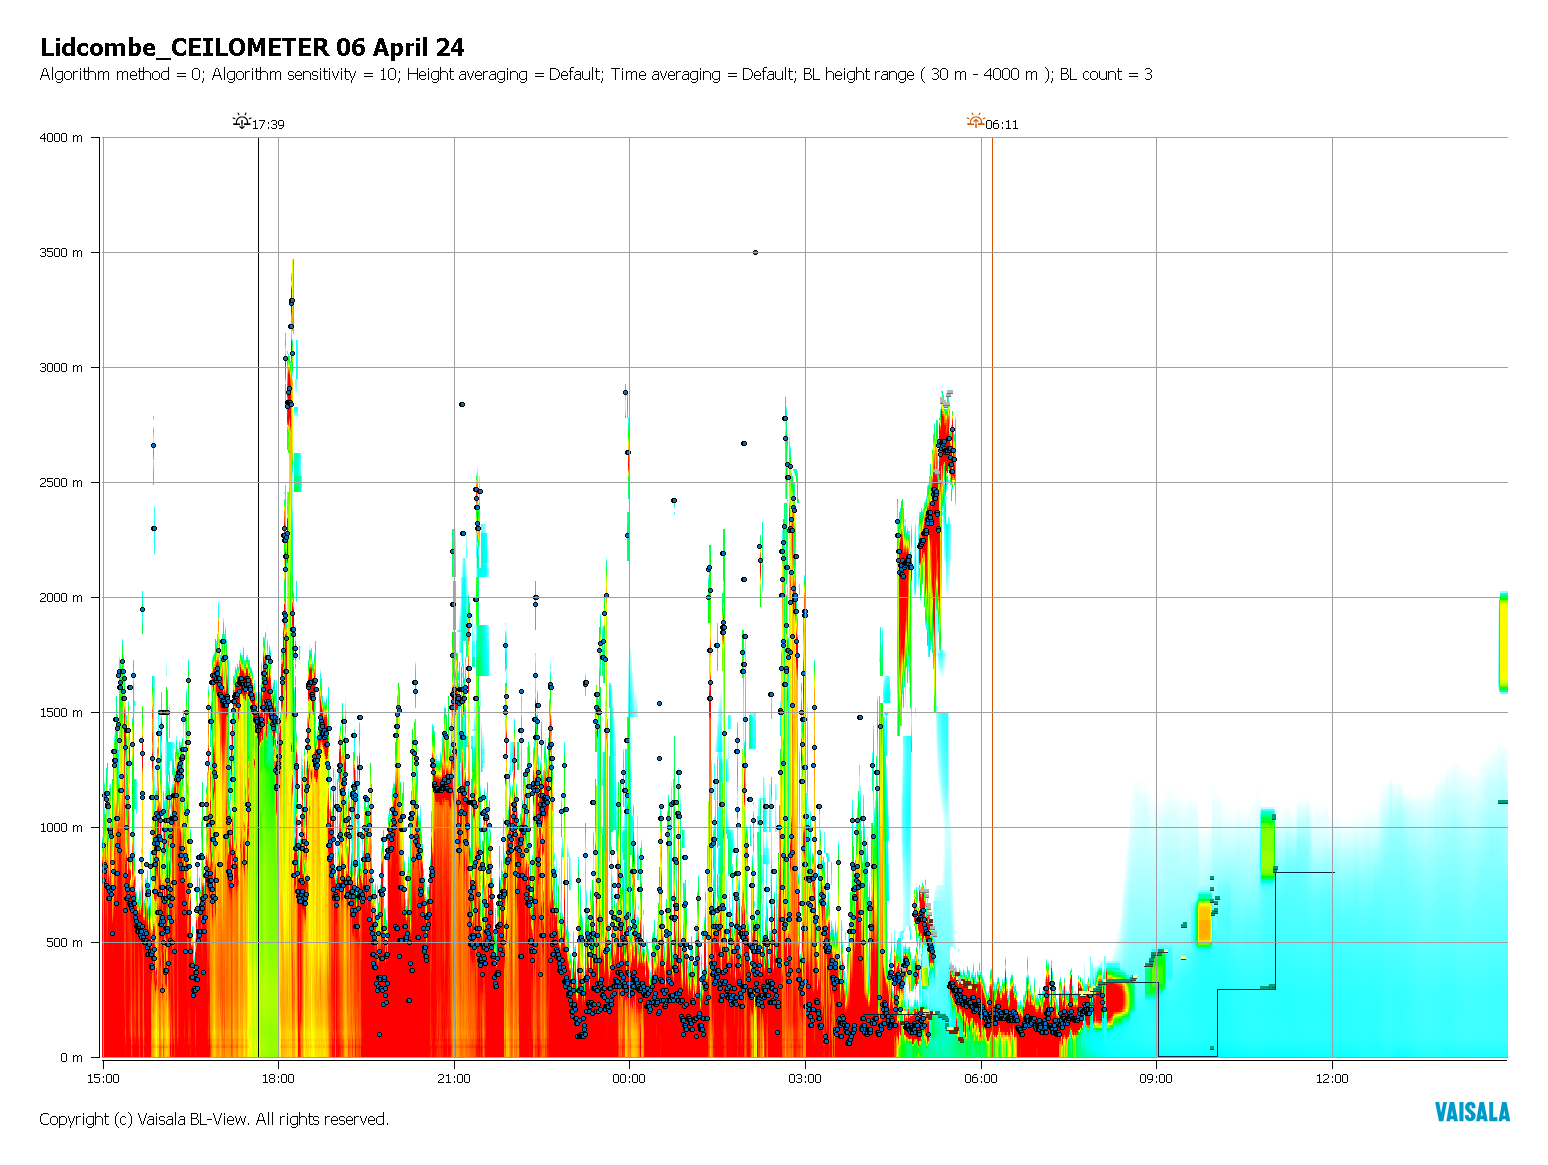 Lidcombe_CEILOMETER 06 April 24
Algorithm method = 0; Algorithm sensitivity = 10; Height averaging = Default; Time averaging = Default; BL height range ( 30 m - 4000 m ); BL count = 3
17:39
06:11
4000 m
3500 m
3000 m
2500 m
2000 m
1500 m
1000 m
500 m
0 m
15:00 18:00 21:00 00:00 03:00 06:00 09:00 12:00
Copyright (c) Vaisala BL-View. All rights reserved.
VAISALA